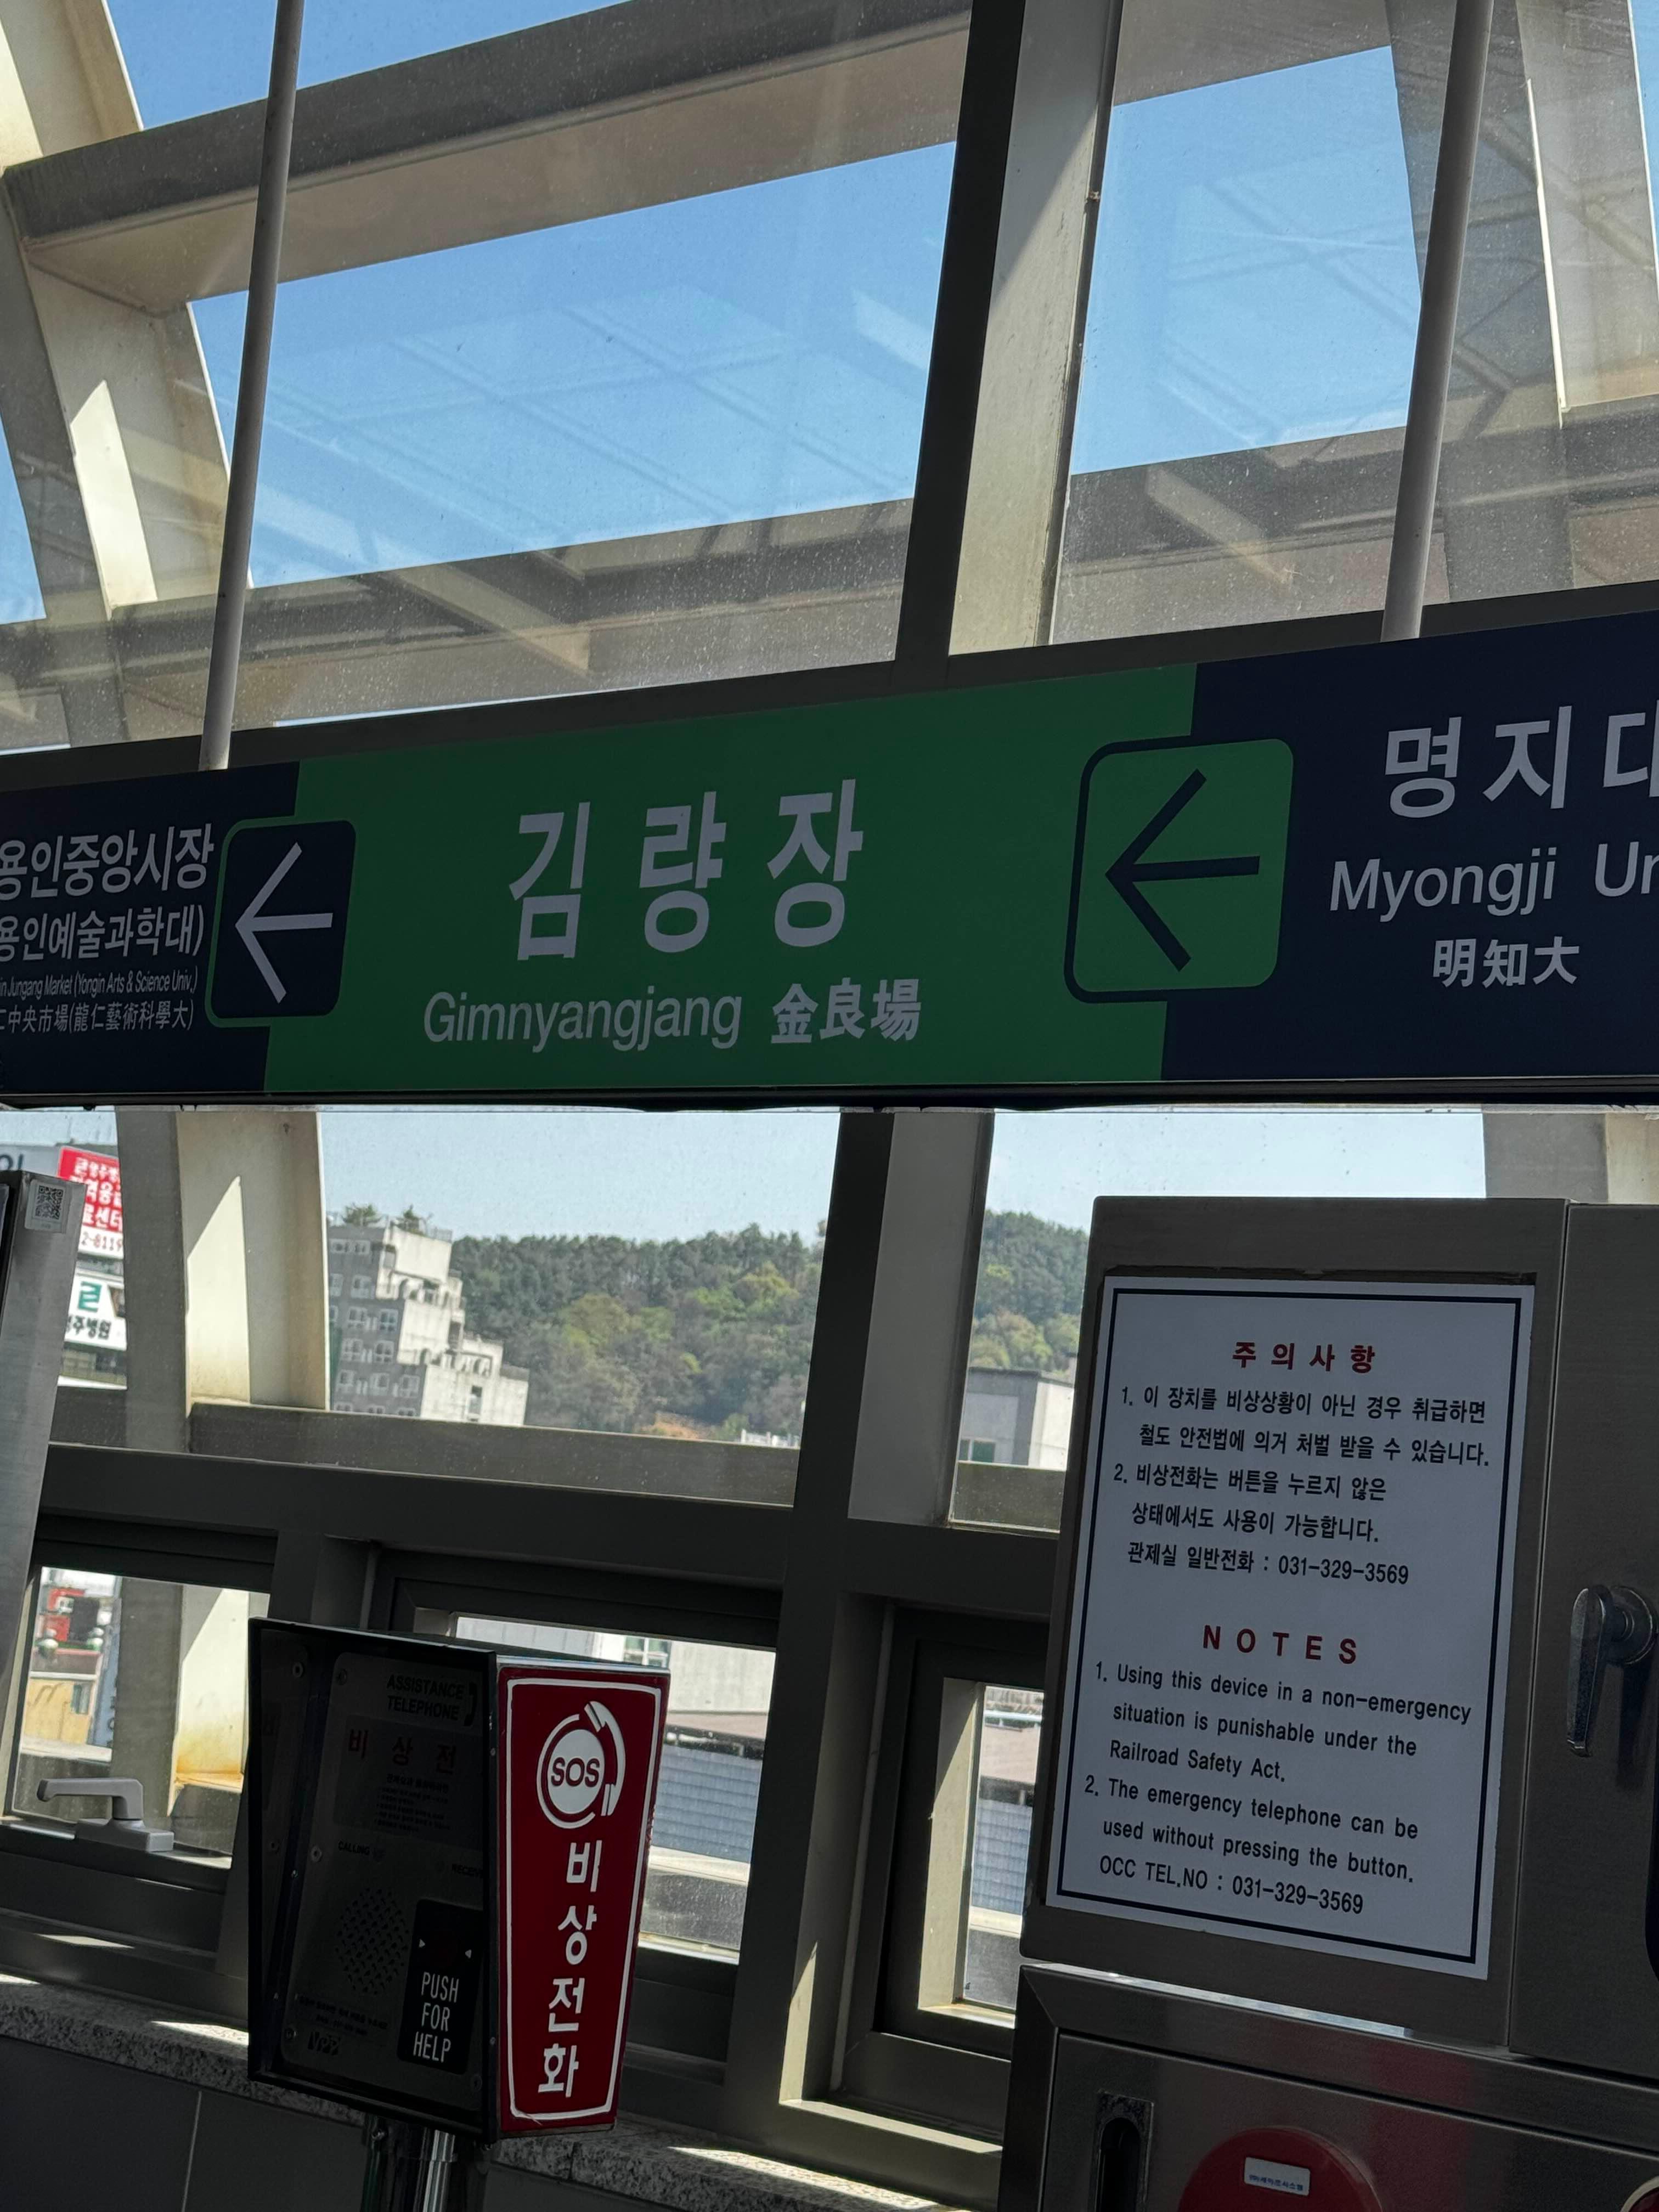 용인중앙시장
용인예술과학대)
Jungang Market (Yongin Arts & Science Univ.)
中央市場(龍仁藝術科學大)
김량장
Gimnyangjang 金良場
명지대
Myongji
明知大
주의사항
1. 이 장치를 비상상황이 아닌 경우 취급하면
철도 안전법에 의거 처벌 받을 수 있습니다.
2. 비상전화는 버튼을 누르지 않은
상태에서도 사용이 가능합니다.
관제실 일반전화 : 031-329-3569
NOTES
1. Using this device in a non-emergency
situation is punishable under the
Railroad Safety Act.
2. The emergency telephone can be
used without pressing the button.
OCC TEL.NO : 031-329-3569
ASSISTANCE
TELEPHONE
비상전
CALLING
PUSH
FOR
HELP
SOS
비상전화